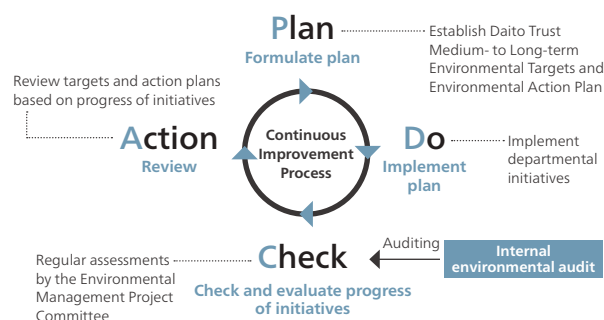 Plan
Formulate plan
Establish Daito Trust
Medium- to Long-term
Environmental Targets and
Environmental Action Plan
Review targets and action plans
based on progress of initiatives
Action
Review
Continuous
Improvement
Process
Do
Implement
plan
Implement
departmental
initiatives
Check
Check and evaluate progress
of initiatives
Auditing
Internal
environmental audit
Regular assessments
by the Environmental
Management Project
Committee